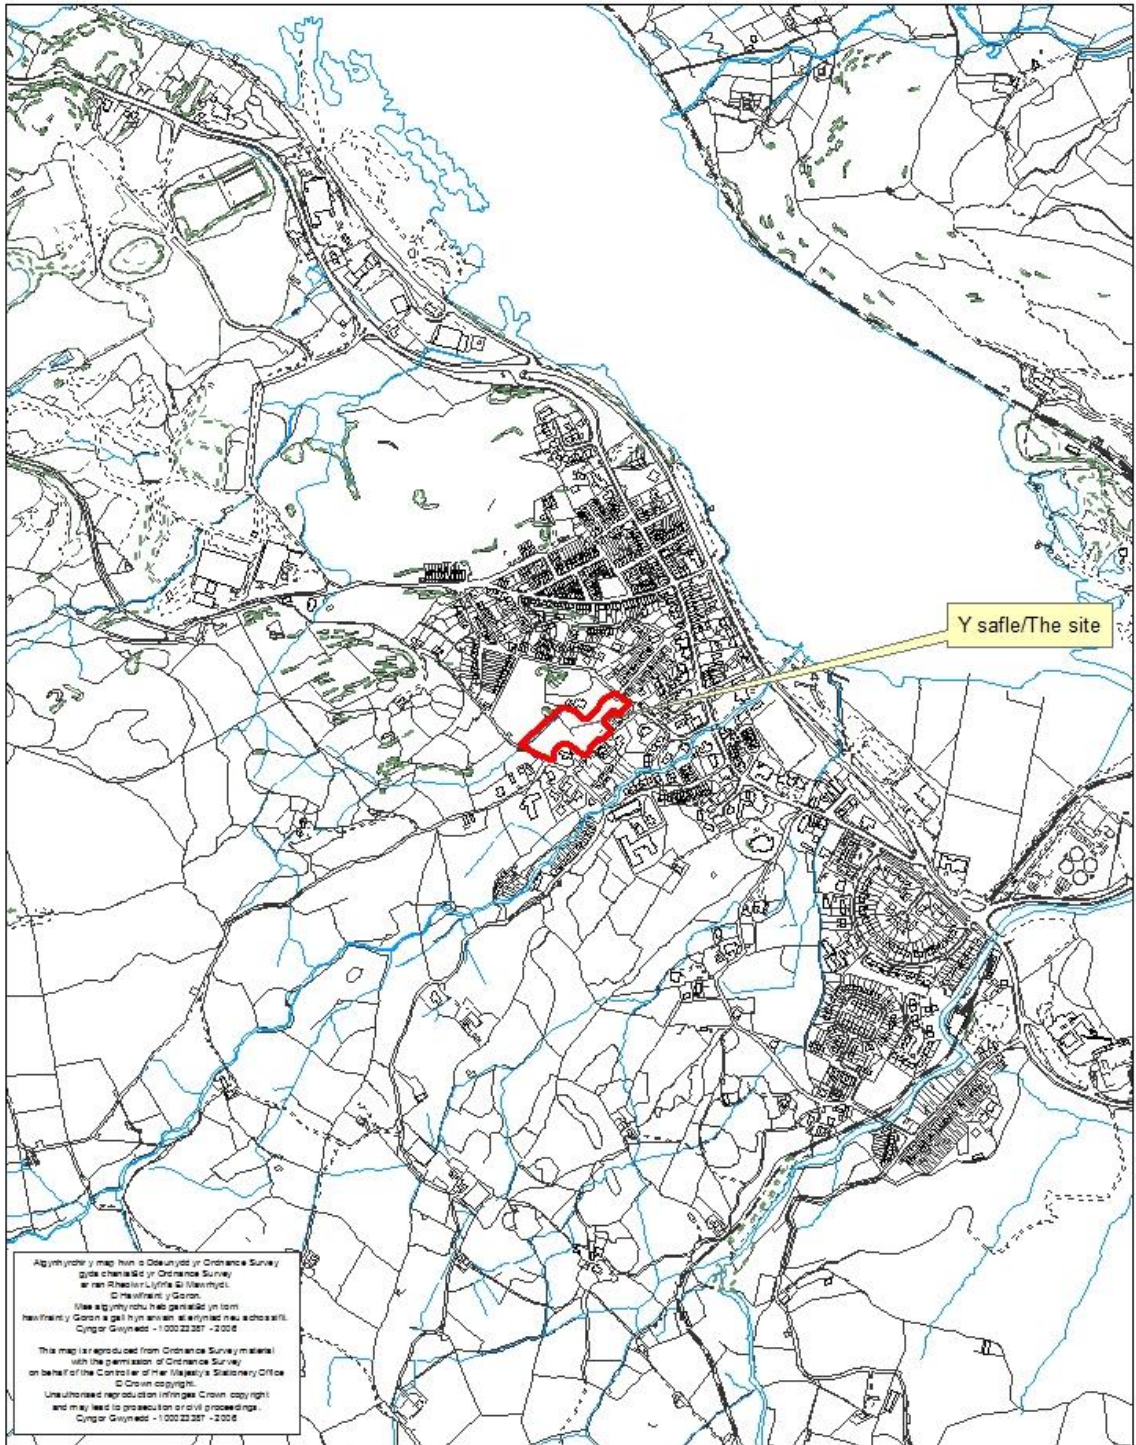 Y safle/The site
Atgynhyrchir y map hwn o Ddeunydd yr Ordnance Survey
gyda chaniatâd yr Ordnance Survey
ar ran Rheolwr Llyfrfa Ei Mawrhydi.
© Hawlfraint y Goron.
Mae atgynhyrchu heb ganiatâd yn torri
hawlfraint y Goron a gall hyn arwain at erlyniad neu achos sifil.
Cyngor Gwynedd - 100023387 - 2008
This map is reproduced from Ordnance Survey material
with the permission of Ordnance Survey
on behalf of the Controller of Her Majesty's Stationery Office
© Crown copyright.
Unauthorised reproduction infringes Crown copyright
and may lead to prosecution or civil proceedings.
Cyngor Gwynedd - 100023387 - 2008